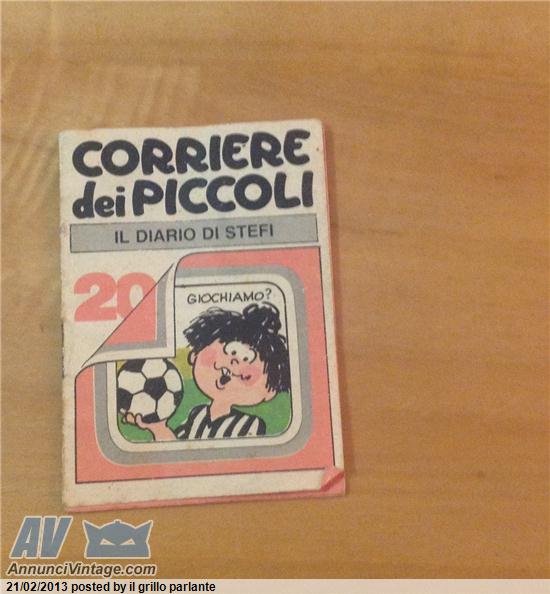 CORRIERE
dei PICCOLI
IL DIARIO DI STEFI
20
GIOCHIAMO?
AV
AnnunciVintage.com
21/02/2013 posted by il grillo parlante